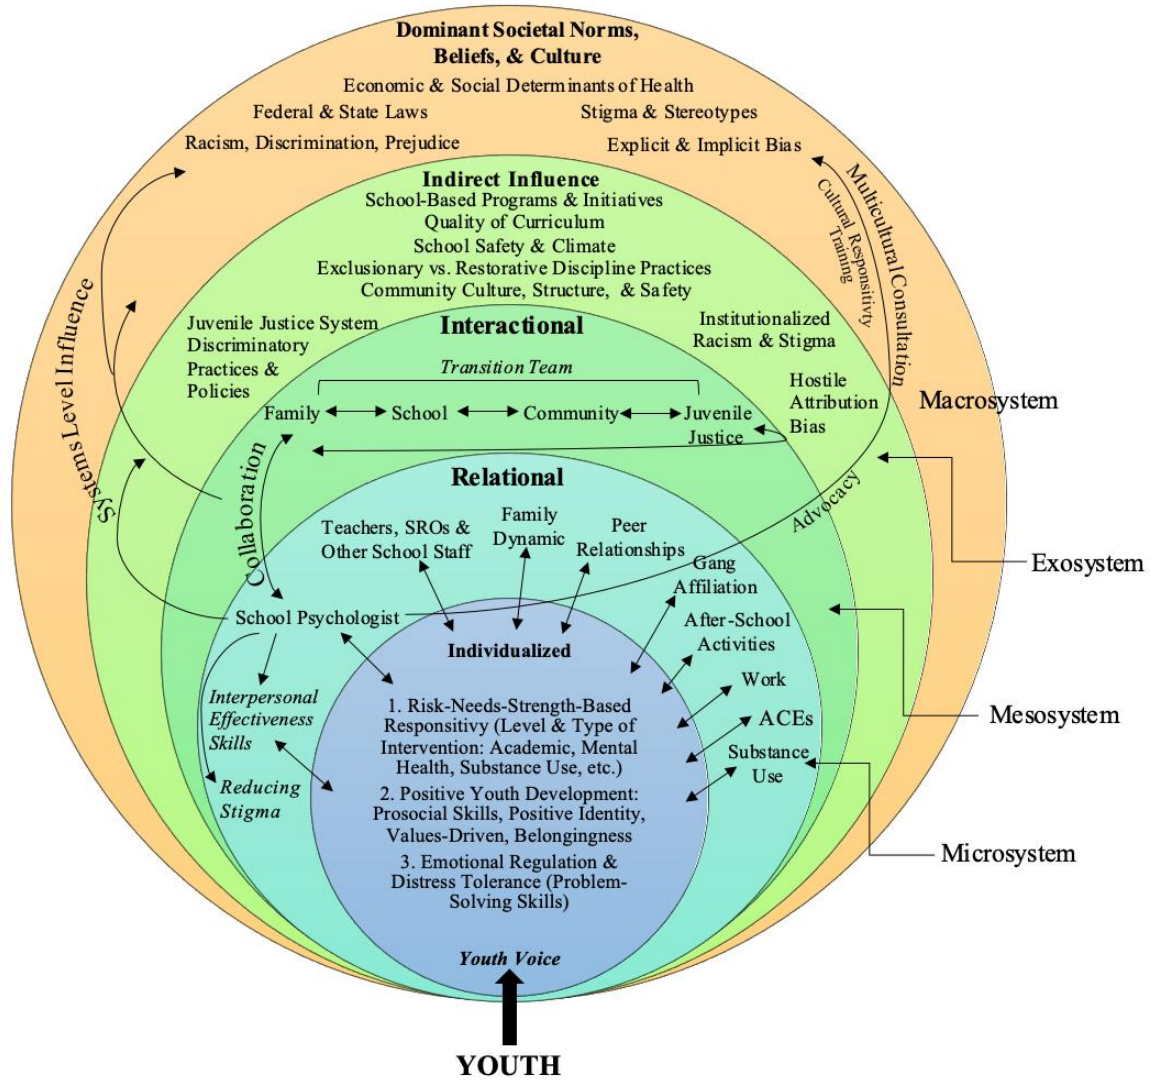 Dominant Societal Norms,
Beliefs, & Culture
Economic & Social Determinants of Health
Federal & State Laws
Stigma & Stereotypes
Racism, Discrimination, Prejudice
Explicit & Implicit Bias
Multicultural Consultation
Cultural Responsitivty
Training
Systems Level Influence
Indirect Influence
School-Based Programs & Initiatives
Quality of Curriculum
School Safety & Climate
Exclusionary vs. Restorative Discipline Practices
Community Culture, Structure, & Safety
Juvenile Justice System
Discriminatory
Practices &
Policies
Institutionalized
Racism & Stigma
Hostile
Attribution
Bias
Advocacy
Interactional
Transition Team
Family
School
Community
Juvenile
Justice
Collaboration
Relational
Teachers, SROs &
Other School Staff
Family
Dynamic
Peer
Relationships
Gang
Affiliation
After-School
Activities
Work
ACEs
Substance
Use
School Psychologist
Interpersonal
Effectiveness
Skills
Reducing
Stigma
Individualized
1. Risk-Needs-Strength-Based
Responsitivy (Level & Type of
Intervention: Academic, Mental
Health, Substance Use, etc.)
2. Positive Youth Development:
Prosocial Skills, Positive Identity,
Values-Driven, Belongingness
3. Emotional Regulation &
Distress Tolerance (Problem-
Solving Skills)
Youth Voice
YOUTH
Macrosystem
Exosystem
Mesosystem
Microsystem